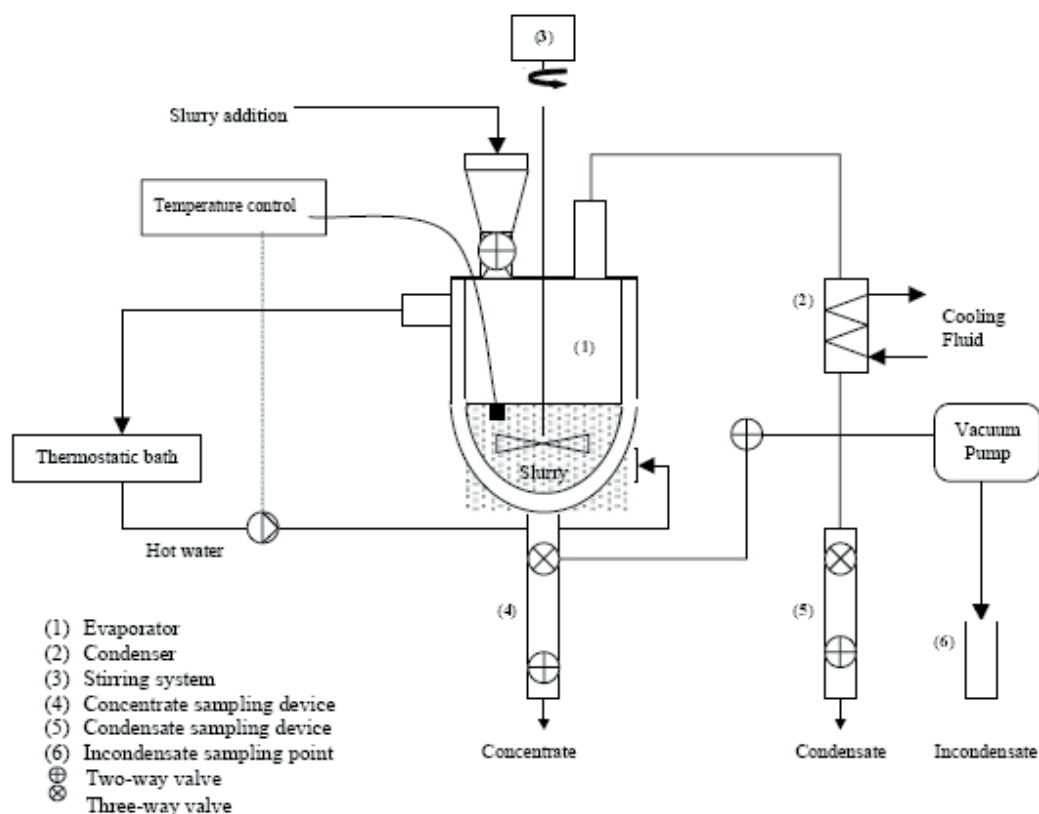 (3)
Slurry addition
Temperature control
(2)
Cooling
Fluid
(1)
Vacuum
Pump
Thermostatic bath
Slurry
Hot water
(4)
(5)
(6)
(1) Evaporator
(2) Condenser
(3) Stirring system
(4) Concentrate sampling device
(5) Condensate sampling device
(6) Incondensate sampling point
⊕ Two-way valve
⊗ Three-way valve
Concentrate
Condensate
Incondensate